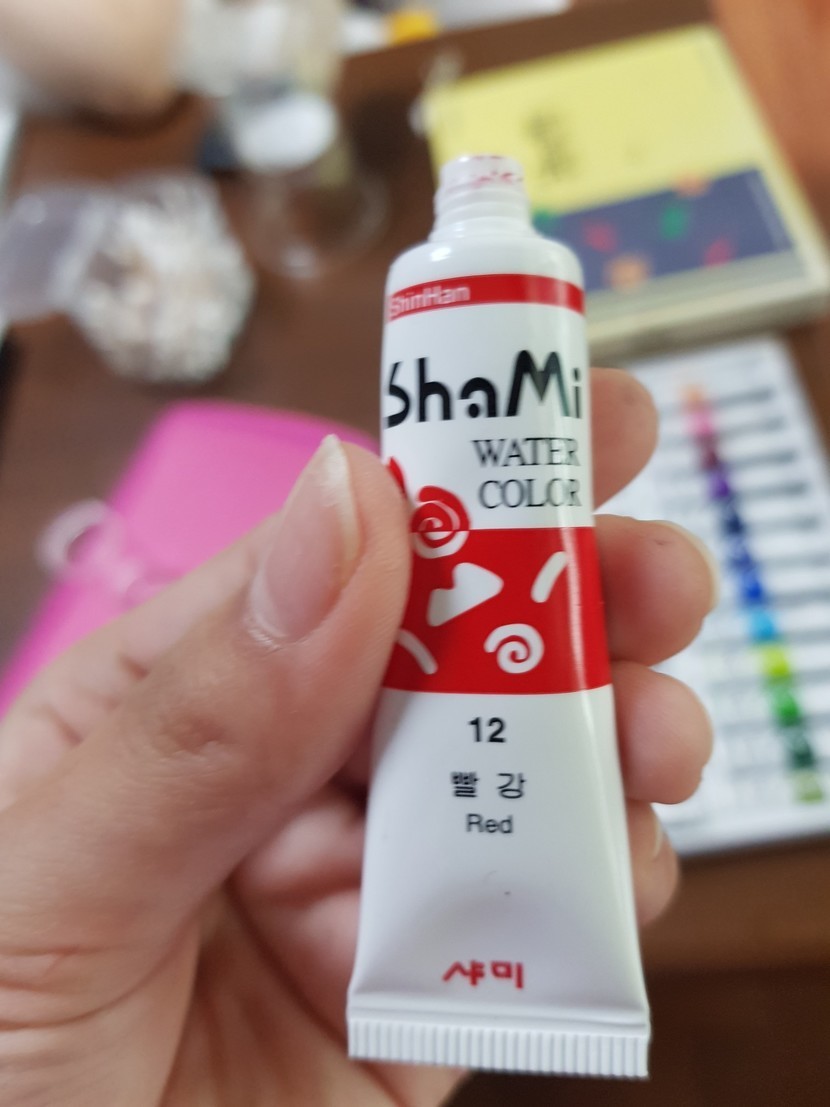 ShinHan
ShaMi
WATER
COLOR
12
빨 강
Red
샤미